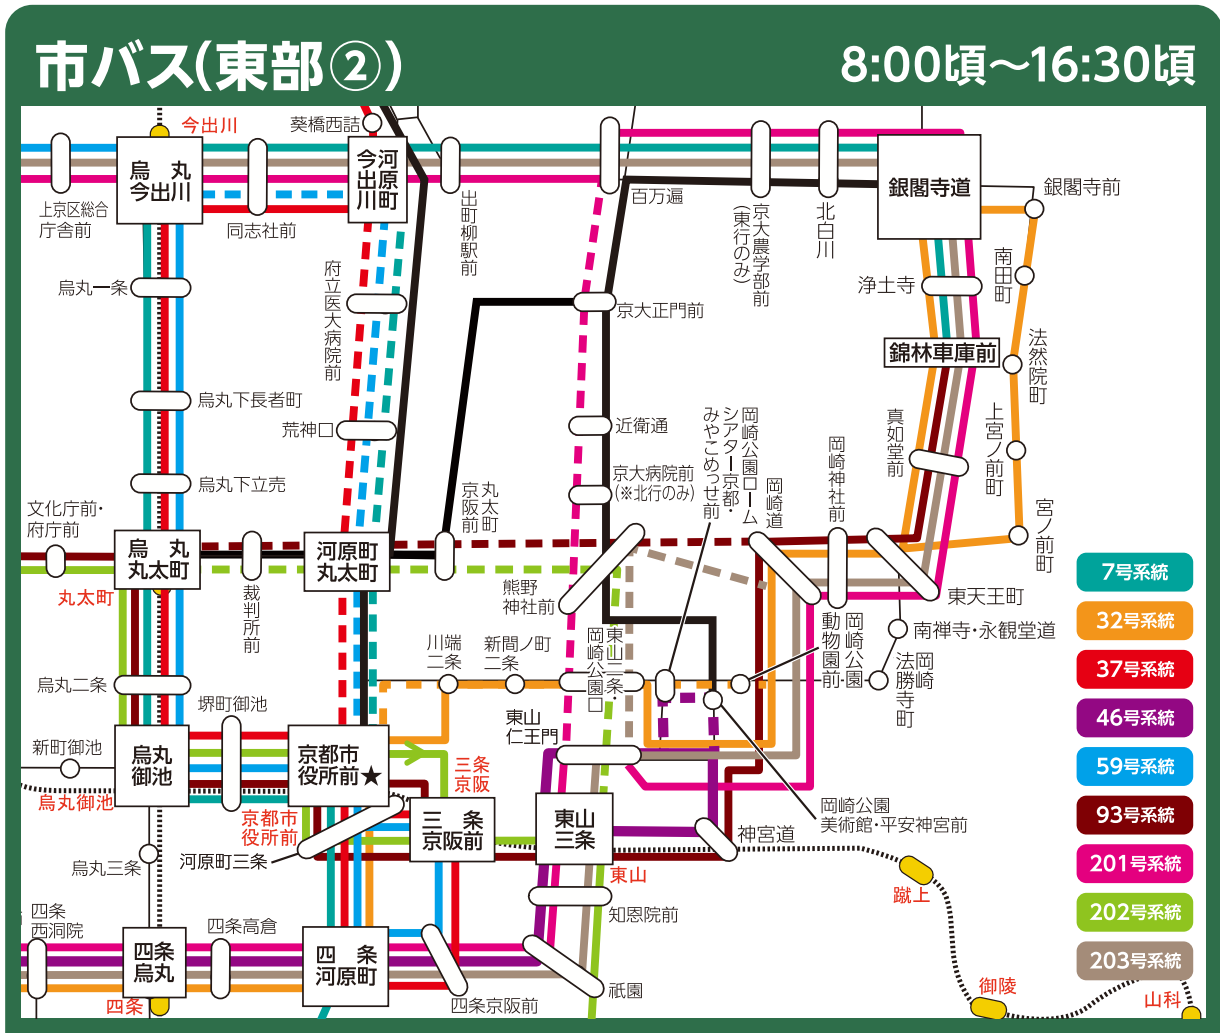 市バス(東部②)
8:00頃〜16:30頃
今出川
葵橋西詰
烏丸
今出川
河原町
今出川
銀閣寺道
銀閣寺前
上京区総合
庁舎前
同志社前
出町柳駅前
百万遍
京大農学部前
(東行のみ)
北白川
烏丸一条
府立医大病院前
京大正門前
浄土寺
南田町
錦林車庫前
法然院町
烏丸下長者町
荒神口
近衛通
岡崎公園ローム
シアター京都・
みやこめっせ前
岡崎神社前
真如堂前
上宮ノ前町
烏丸下立売
京大病院前
(※北行のみ)
岡崎道
文化庁前・
府庁前
丸太町
京阪前
宮ノ前町
烏丸
丸太町
河原町
丸太町
丸太町
裁判所前
熊野
神社前
東天王町
7号系統
32号系統
37号系統
46号系統
59号系統
93号系統
201号系統
202号系統
203号系統
川端
二条
新間ノ町
二条
東山二条・
岡崎公園口
岡崎公園
動物園前
南禅寺・永観堂道
岡崎
法勝寺町
烏丸二条
堺町御池
東山
仁王門
新町御池
烏丸
御池
京都市
役所前★
三条
京阪
烏丸御池
京都市
役所前
三条
京阪前
東山
三条
岡崎公園
美術館・平安神宮前
神宮道
烏丸三条
河原町三条
東山
蹴上
四条
西洞院
四条高倉
知恩院前
四条
烏丸
四条
河原町
四条
四条京阪前
祇園
御陵
山科